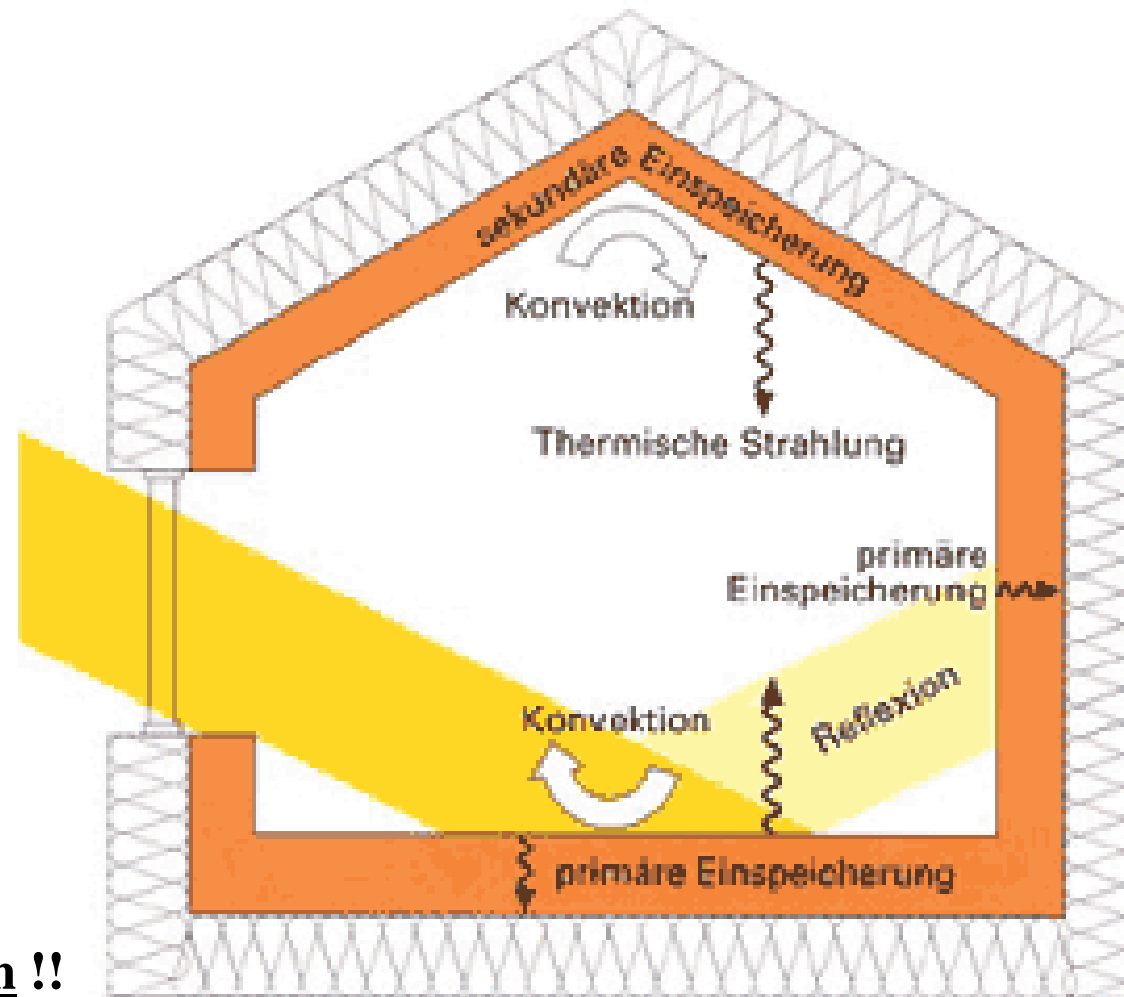 sekundäre Einspeicherung
Konvektion
Thermische Strahlung
primäre
Einspeicherung
Konvektion
Reflexion
primäre Einspeicherung
n !!